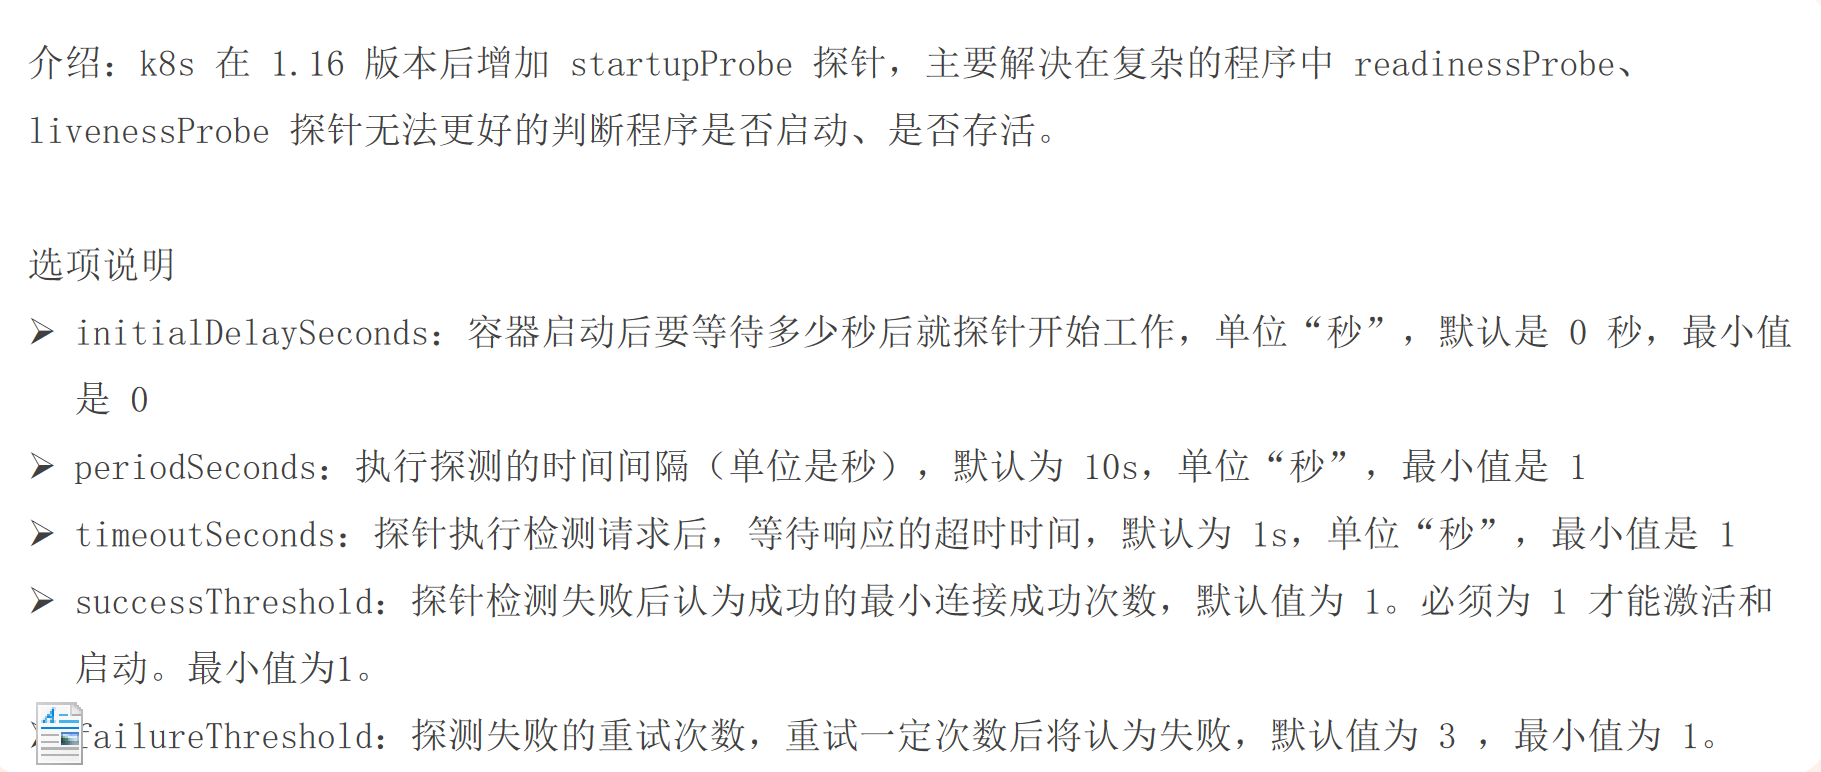 介绍：k8s 在 1.16 版本后增加 startupProbe 探针，主要解决在复杂的程序中 readinessProbe、
livenessProbe 探针无法更好的判断程序是否启动、是否存活。
选项说明
➢ initialDelaySeconds：容器启动后要等待多少秒后就探针开始工作，单位“秒”，默认是 0 秒，最小值
是 0
➢ periodSeconds：执行探测的时间间隔（单位是秒），默认为 10s，单位“秒”，最小值是 1
➢ timeoutSeconds：探针执行检测请求后，等待响应的超时时间，默认为 1s，单位“秒”，最小值是 1
➢ successThreshold：探针检测失败后认为成功的最小连接成功次数，默认值为 1。必须为 1 才能激活和
启动。最小值为1。
➢ failureThreshold：探测失败的重试次数，重试一定次数后将认为失败，默认值为 3 ，最小值为 1。